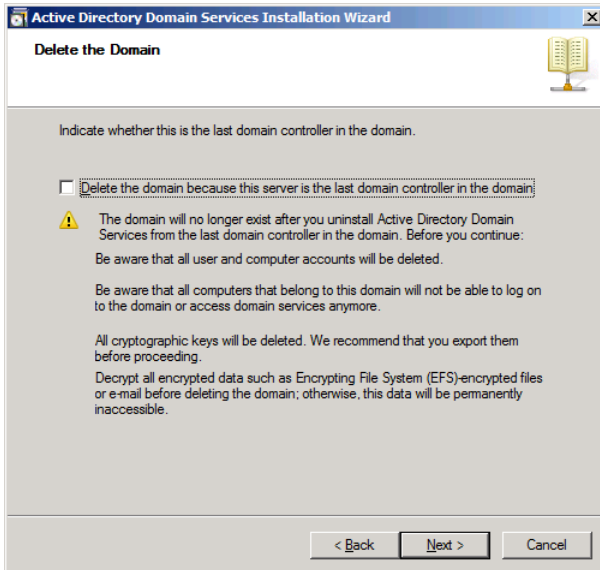 Active Directory Domain Services Installation Wizard
Delete the Domain
Indicate whether this is the last domain controller in the domain.
Delete the domain because this server is the last domain controller in the domain
The domain will no longer exist after you uninstall Active Directory Domain
Services from the last domain controller in the domain. Before you continue:
Be aware that all user and computer accounts will be deleted.
Be aware that all computers that belong to this domain will not be able to log on
to the domain or access domain services anymore.
All cryptographic keys will be deleted. We recommend that you export them
before proceeding.
Decrypt all encrypted data such as Encrypting File System (EFS)-encrypted files
or e-mail before deleting the domain; otherwise, this data will be permanently
inaccessible.
< Back Next > Cancel